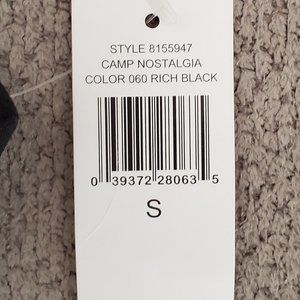 STYLE 8155947
CAMP NOSTALGIA
COLOR 060 RICH BLACK
0 39372 28063 5
S